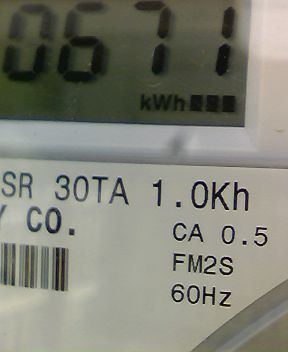 0671
kWh
SR 30TA 1.0Kh
Y CO.
CA 0.5
FM2S
60Hz